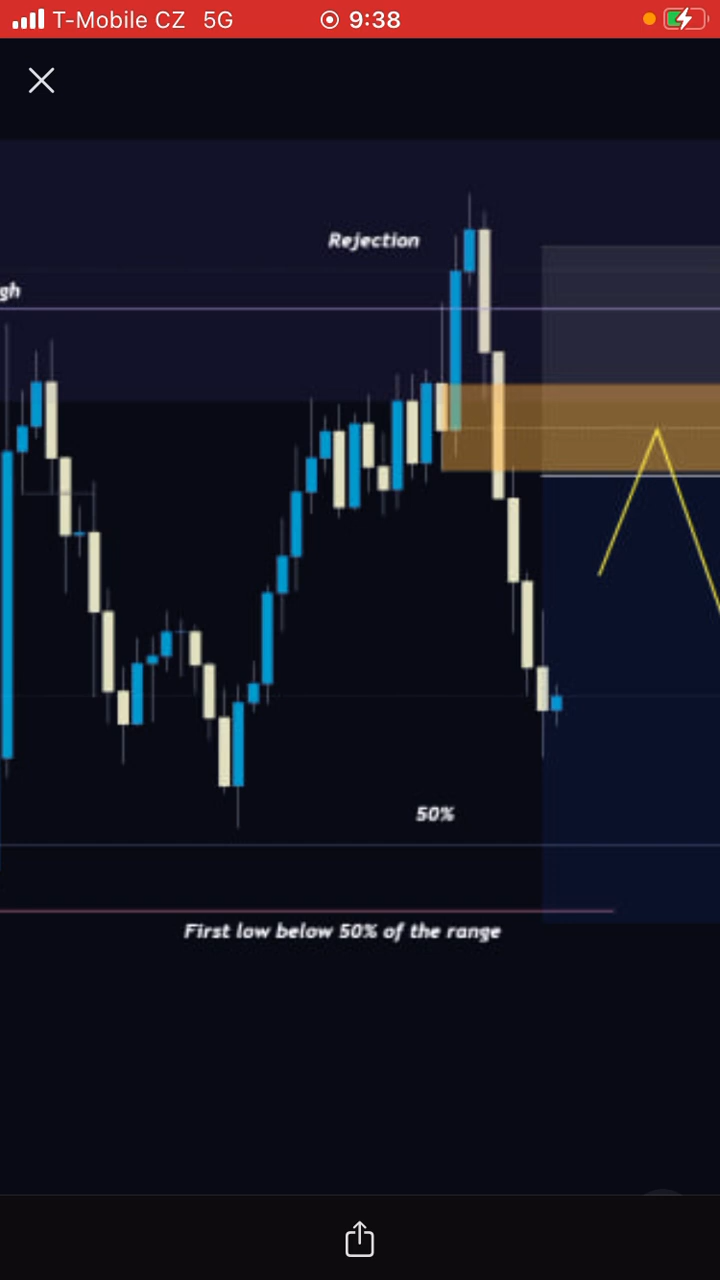 T-Mobile CZ 5G 9:38
Rejection
gh
50%
First low below 50% of the range